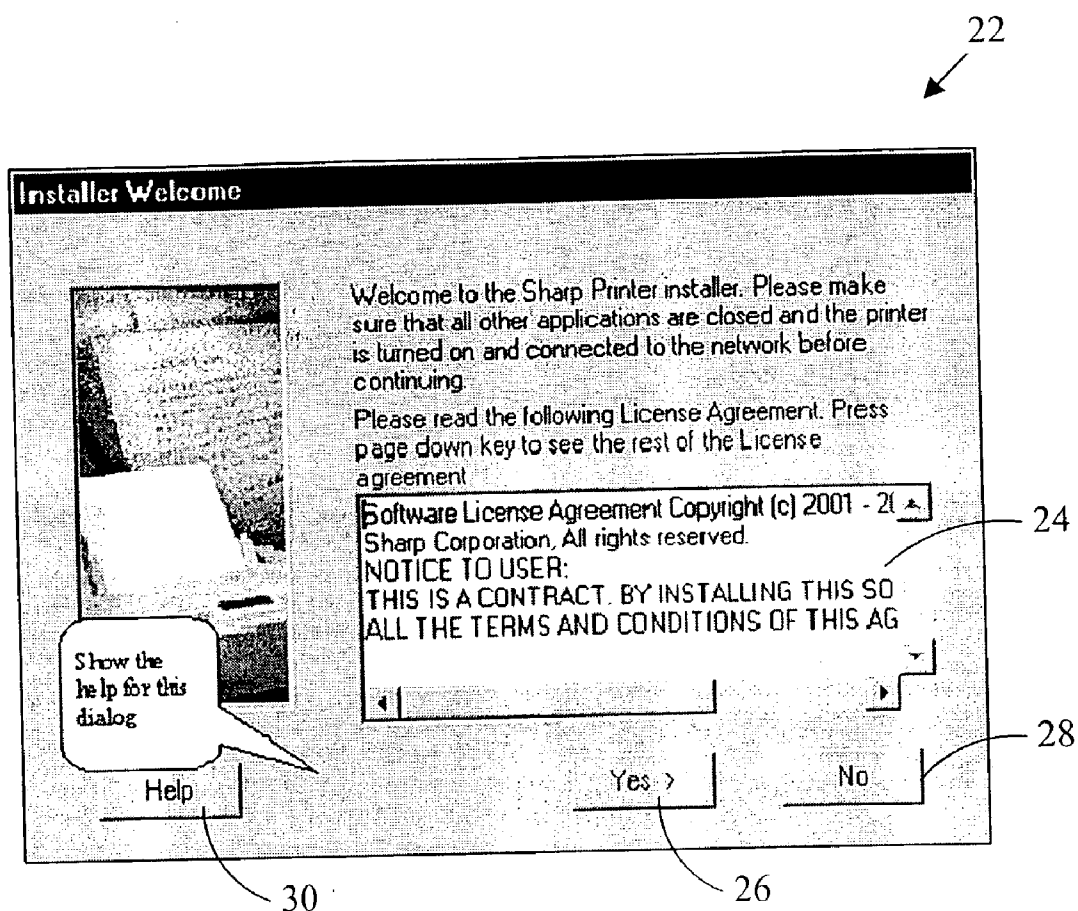 22
Installer Welcome
Welcome to the Sharp Printer installer. Please make
sure that all other applications are closed and the printer
is turned on and connected to the network before
continuing.
Please read the following License Agreement. Press
page down key to see the rest of the License
agreement
Software License Agreement Copyright (c) 2001 - 20
Sharp Corporation, All rights reserved.
NOTICE TO USER:
THIS IS A CONTRACT. BY INSTALLING THIS SO
ALL THE TERMS AND CONDITIONS OF THIS AG
24
Show the
help for this
dialog
28
Help
Yes >
No
30
26